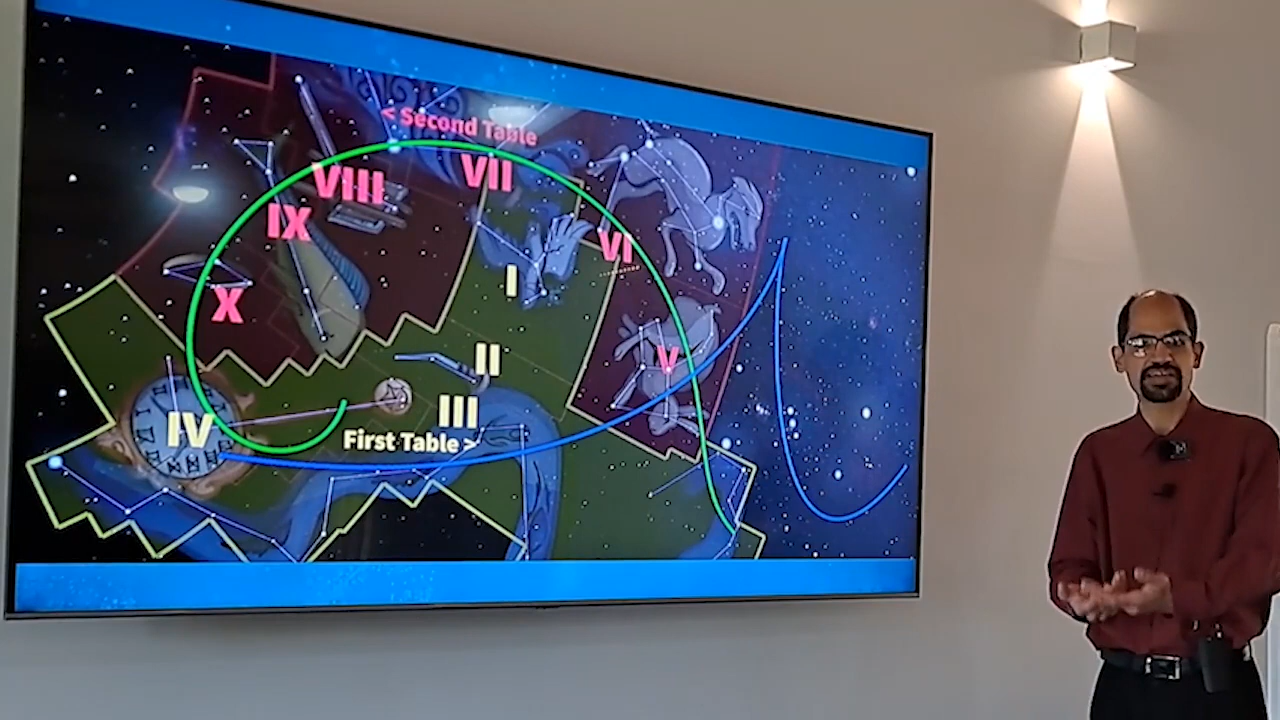 < Second Table
VII
VIII
IX
VI
I
X
V
II
III
IV
First Table >